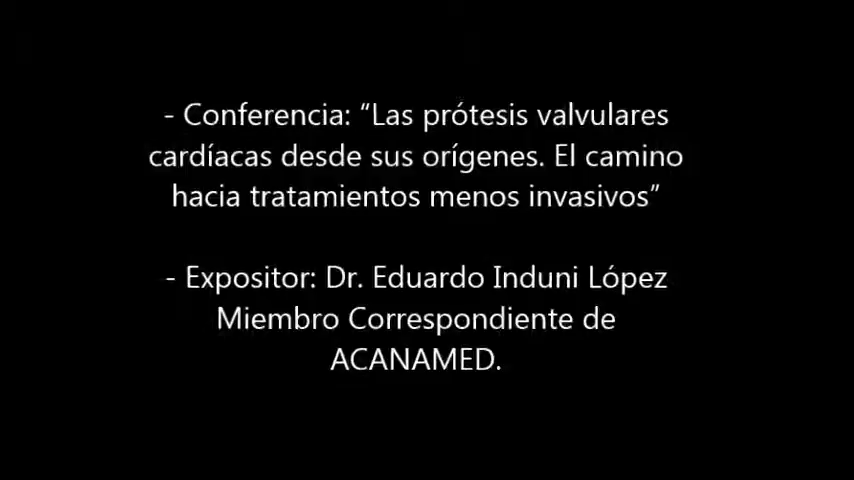 - Conferencia: “Las prótesis valvulares
cardíacas desde sus orígenes. El camino
hacia tratamientos menos invasivos”
- Expositor: Dr. Eduardo Induni López
Miembro Correspondiente de
ACANAMED.